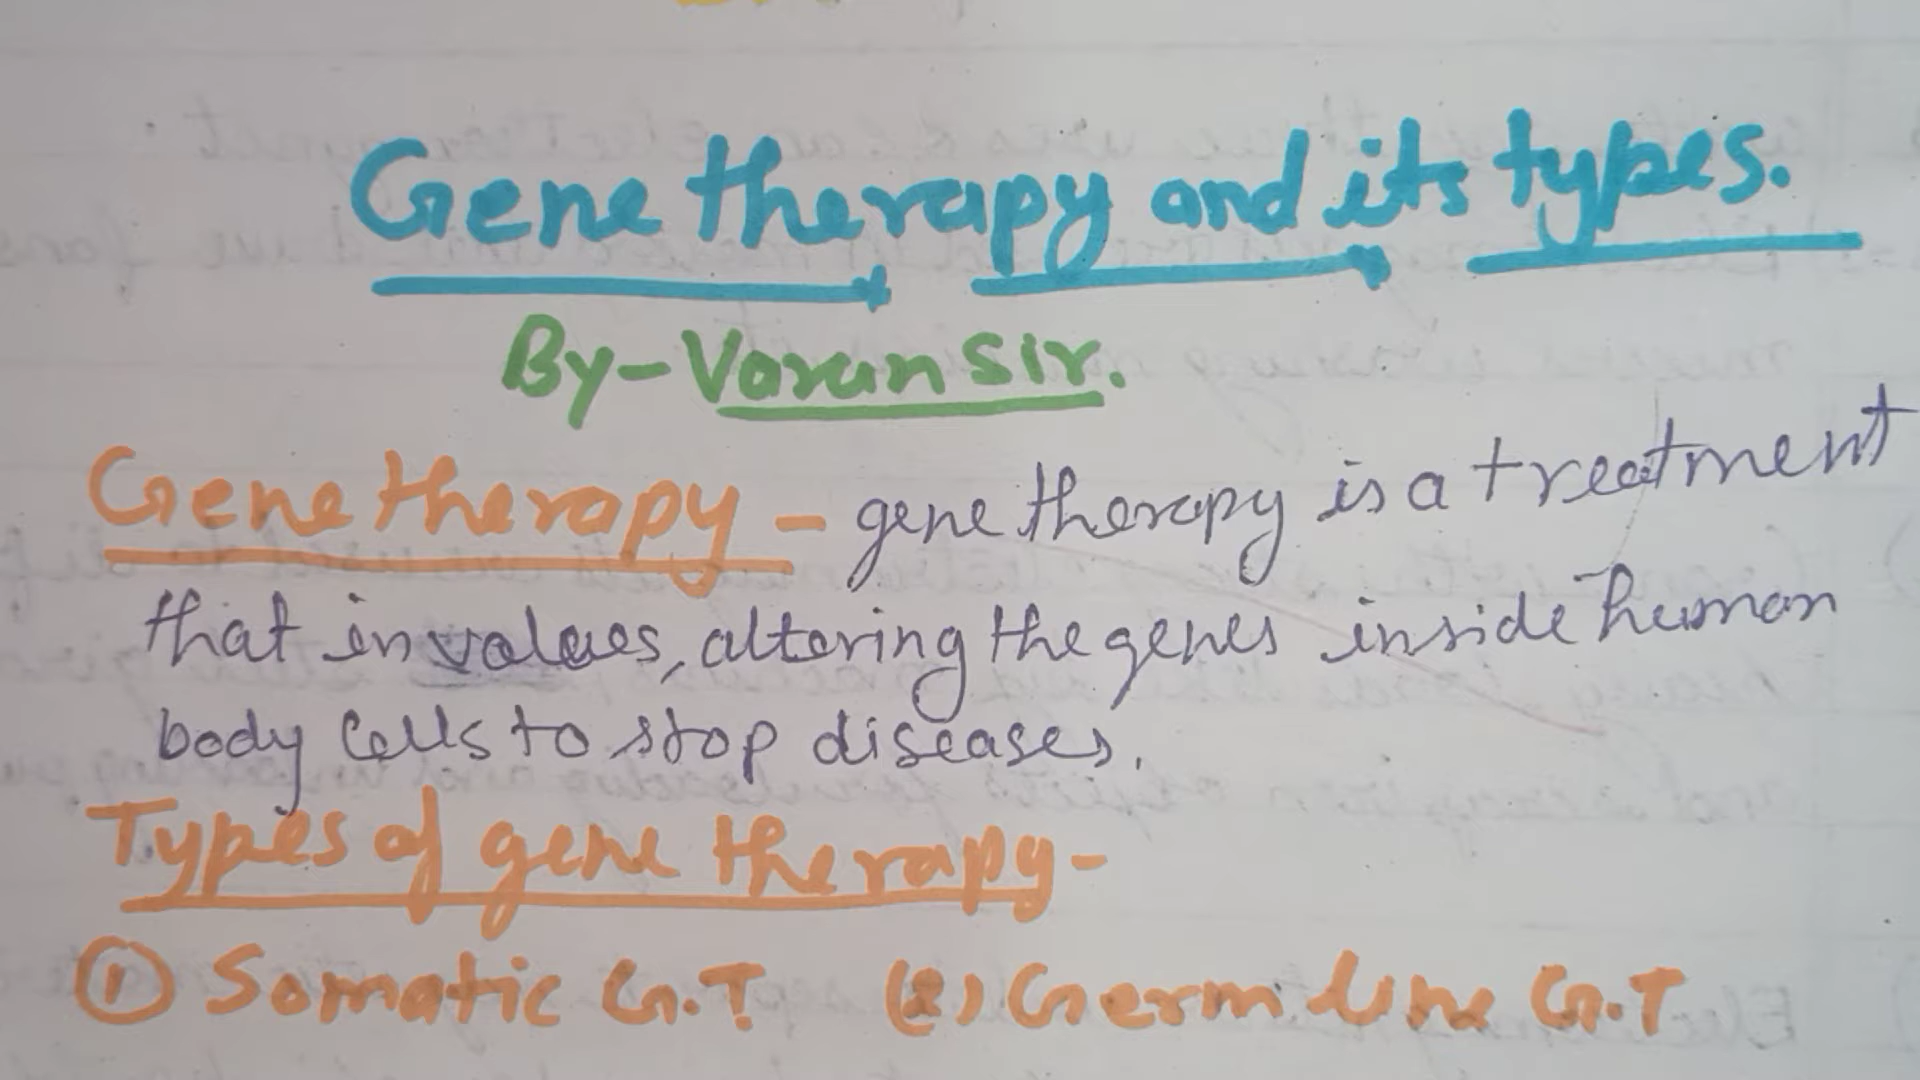 Gene therapy and its types.
By-Varun Sir.
Gene therapy - gene therapy is a treatment
that involves, altering the genes inside human
body cells to stop diseases.
Types of gene therapy-
① Somatic G.T (2) Germ line G.T